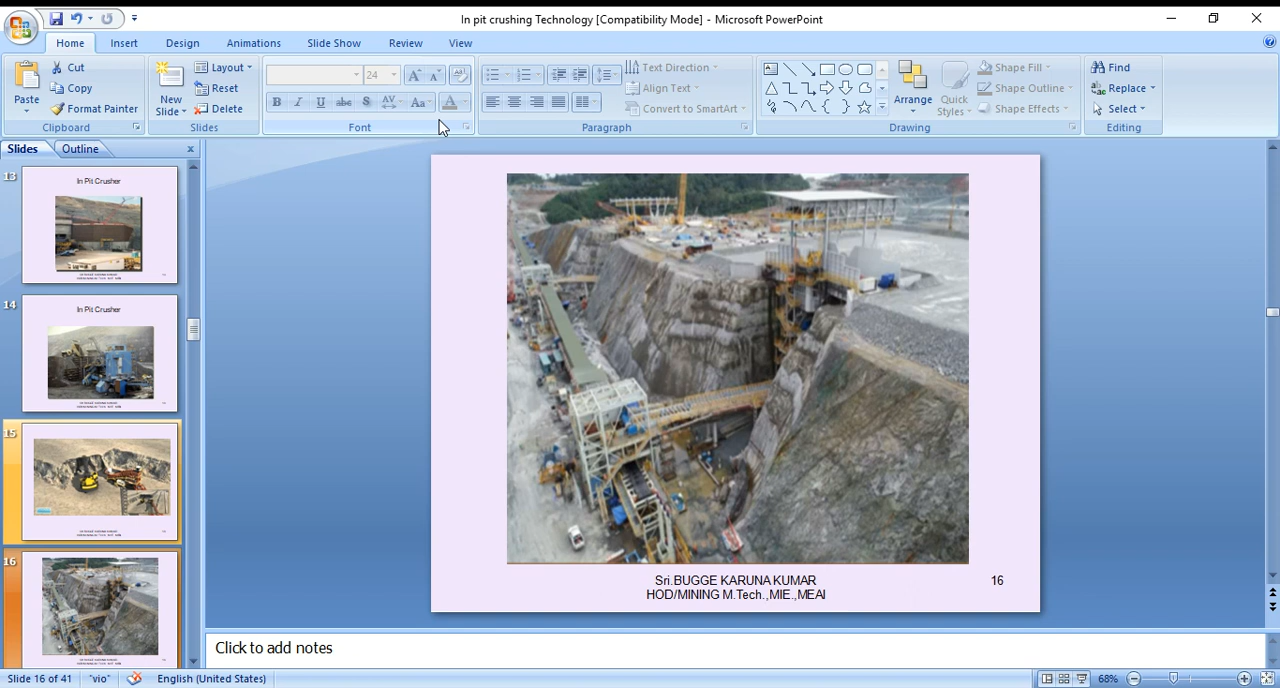 In pit crushing Technology [Compatibility Mode] - Microsoft PowerPoint
Home Insert Design Animations Slide Show Review View
Paste
Cut
Copy
Format Painter
Clipboard
New Slide
Layout
Reset
Delete
Slides
24
B I U abc S AV Aa A
Font
Text Direction
Align Text
Convert to SmartArt
Paragraph
Arrange
Quick Styles
Shape Fill
Shape Outline
Shape Effects
Drawing
Find
Replace
Select
Editing
Slides Outline
13
In Pit Crusher
14
In Pit Crusher
15
16
Sri.BUGGE KARUNA KUMAR
HOD/MINING M.Tech.,MIE.,MEAI
16
Click to add notes
Slide 16 of 41 "vio" English (United States) 68%